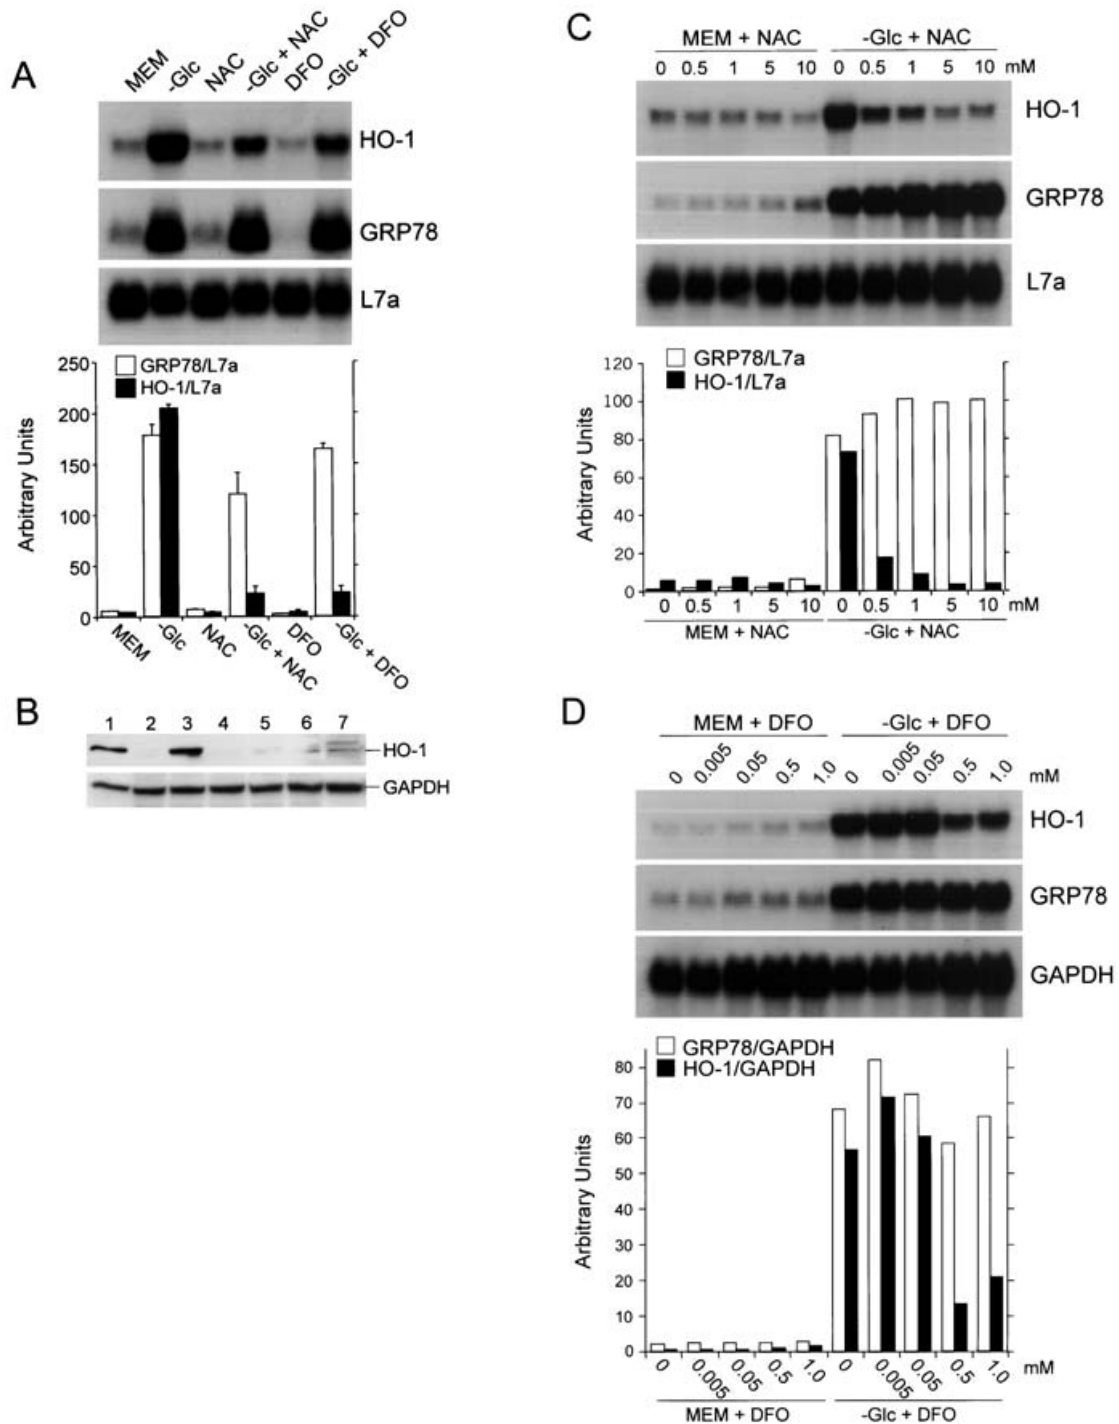 A
MEM -Glc NAC -Glc + NAC DFO -Glc + DFO
HO-1
GRP78
L7a
250
200
150
100
50
0
Arbitrary Units
GRP78/L7a
HO-1/L7a
MEM -Glc NAC -Glc + NAC DFO -Glc + DFO
B
1 2 3 4 5 6 7
HO-1
GAPDH
C
MEM + NAC -Glc + NAC
0 0.5 1 5 10 0 0.5 1 5 10 mM
HO-1
GRP78
L7a
120
100
80
60
40
20
0
Arbitrary Units
GRP78/L7a
HO-1/L7a
0 0.5 1 5 10 0 0.5 1 5 10 mM
MEM + NAC -Glc + NAC
D
MEM + DFO -Glc + DFO
0 0.005 0.05 0.5 1.0 0 0.005 0.05 0.5 1.0 mM
HO-1
GRP78
GAPDH
80
70
60
50
40
30
20
10
0
Arbitrary Units
GRP78/GAPDH
HO-1/GAPDH
0 0.005 0.05 0.5 1.0 0 0.005 0.05 0.5 1.0 mM
MEM + DFO -Glc + DFO